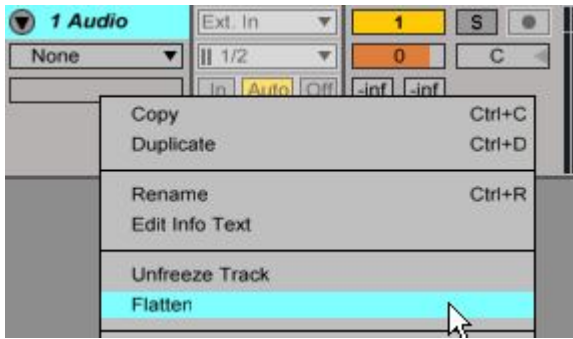 1 Audio Ext. In 1 S
None 1/2 0 C
In Auto Off -inf -inf
Copy Ctrl+C
Duplicate Ctrl+D
Rename Ctrl+R
Edit Info Text
Unfreeze Track
Flatten